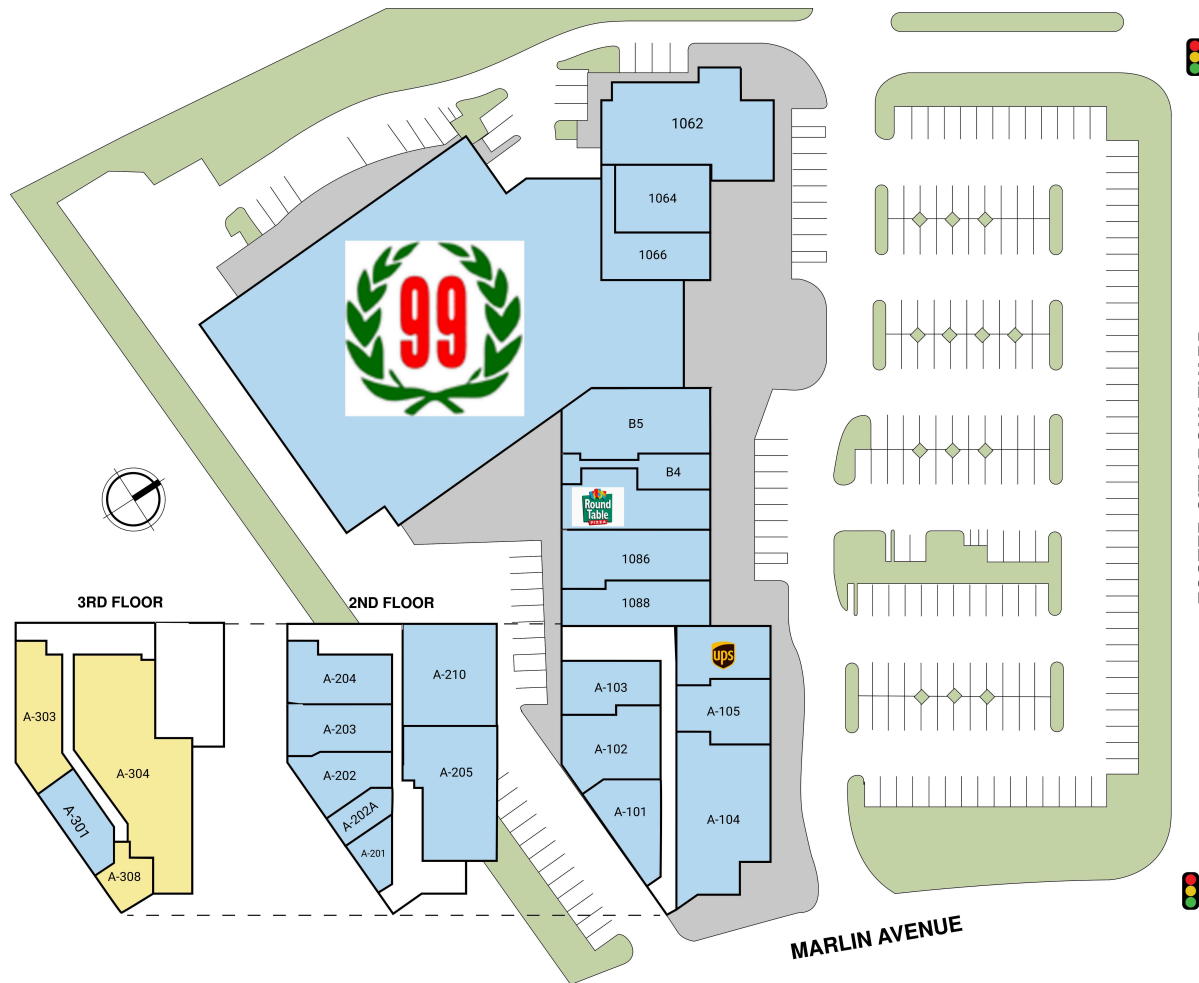 1062
1064
1066
99
B5
B4
Round
Table
PIZZA
1086
1088
3RD FLOOR
2ND FLOOR
ups
A-204
A-210
A-103
A-303
A-203
A-105
A-102
A-304
A-202
A-205
A-202A
A-301
A-101
A-104
A-201
A-308
MARLIN AVENUE